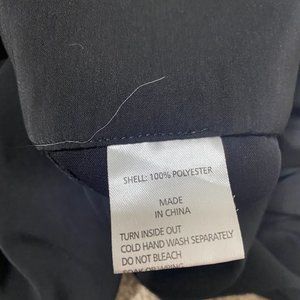 SHELL: 100% POLYESTER
MADE
IN CHINA
TURN INSIDE OUT
COLD HAND WASH SEPARATELY
DO NOT BLEACH